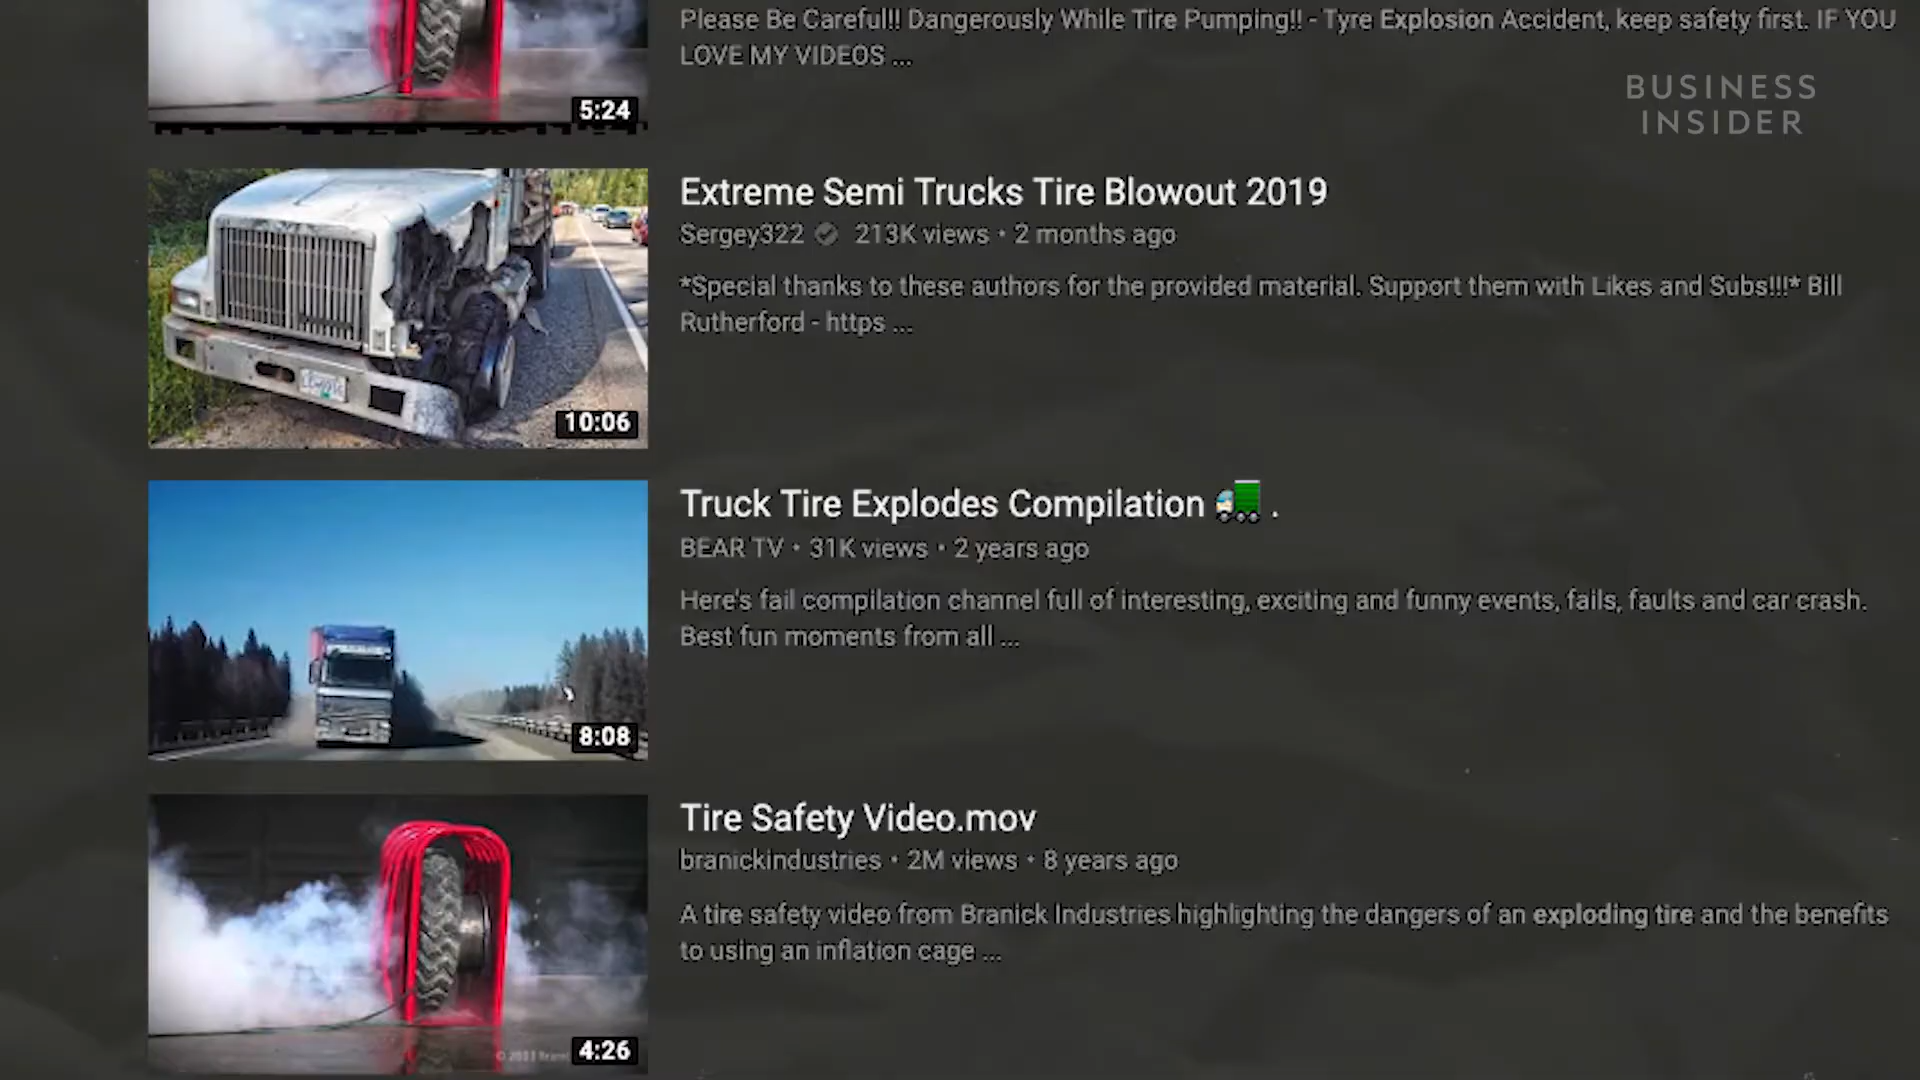 Please Be Careful!! Dangerously While Tire Pumping!! - Tyre Explosion Accident, keep safety first. IF YOU
LOVE MY VIDEOS ...
BUSINESS
INSIDER
5:24
Extreme Semi Trucks Tire Blowout 2019
Sergey322 213K views • 2 months ago
*Special thanks to these authors for the provided material. Support them with Likes and Subs!!!* Bill
Rutherford - https ...
10:06
Truck Tire Explodes Compilation 🚛 .
BEAR TV • 31K views • 2 years ago
Here's fail compilation channel full of interesting, exciting and funny events, fails, faults and car crash.
Best fun moments from all ...
8:08
Tire Safety Video.mov
branickindustries • 2M views • 8 years ago
A tire safety video from Branick Industries highlighting the dangers of an exploding tire and the benefits
to using an inflation cage ...
4:26